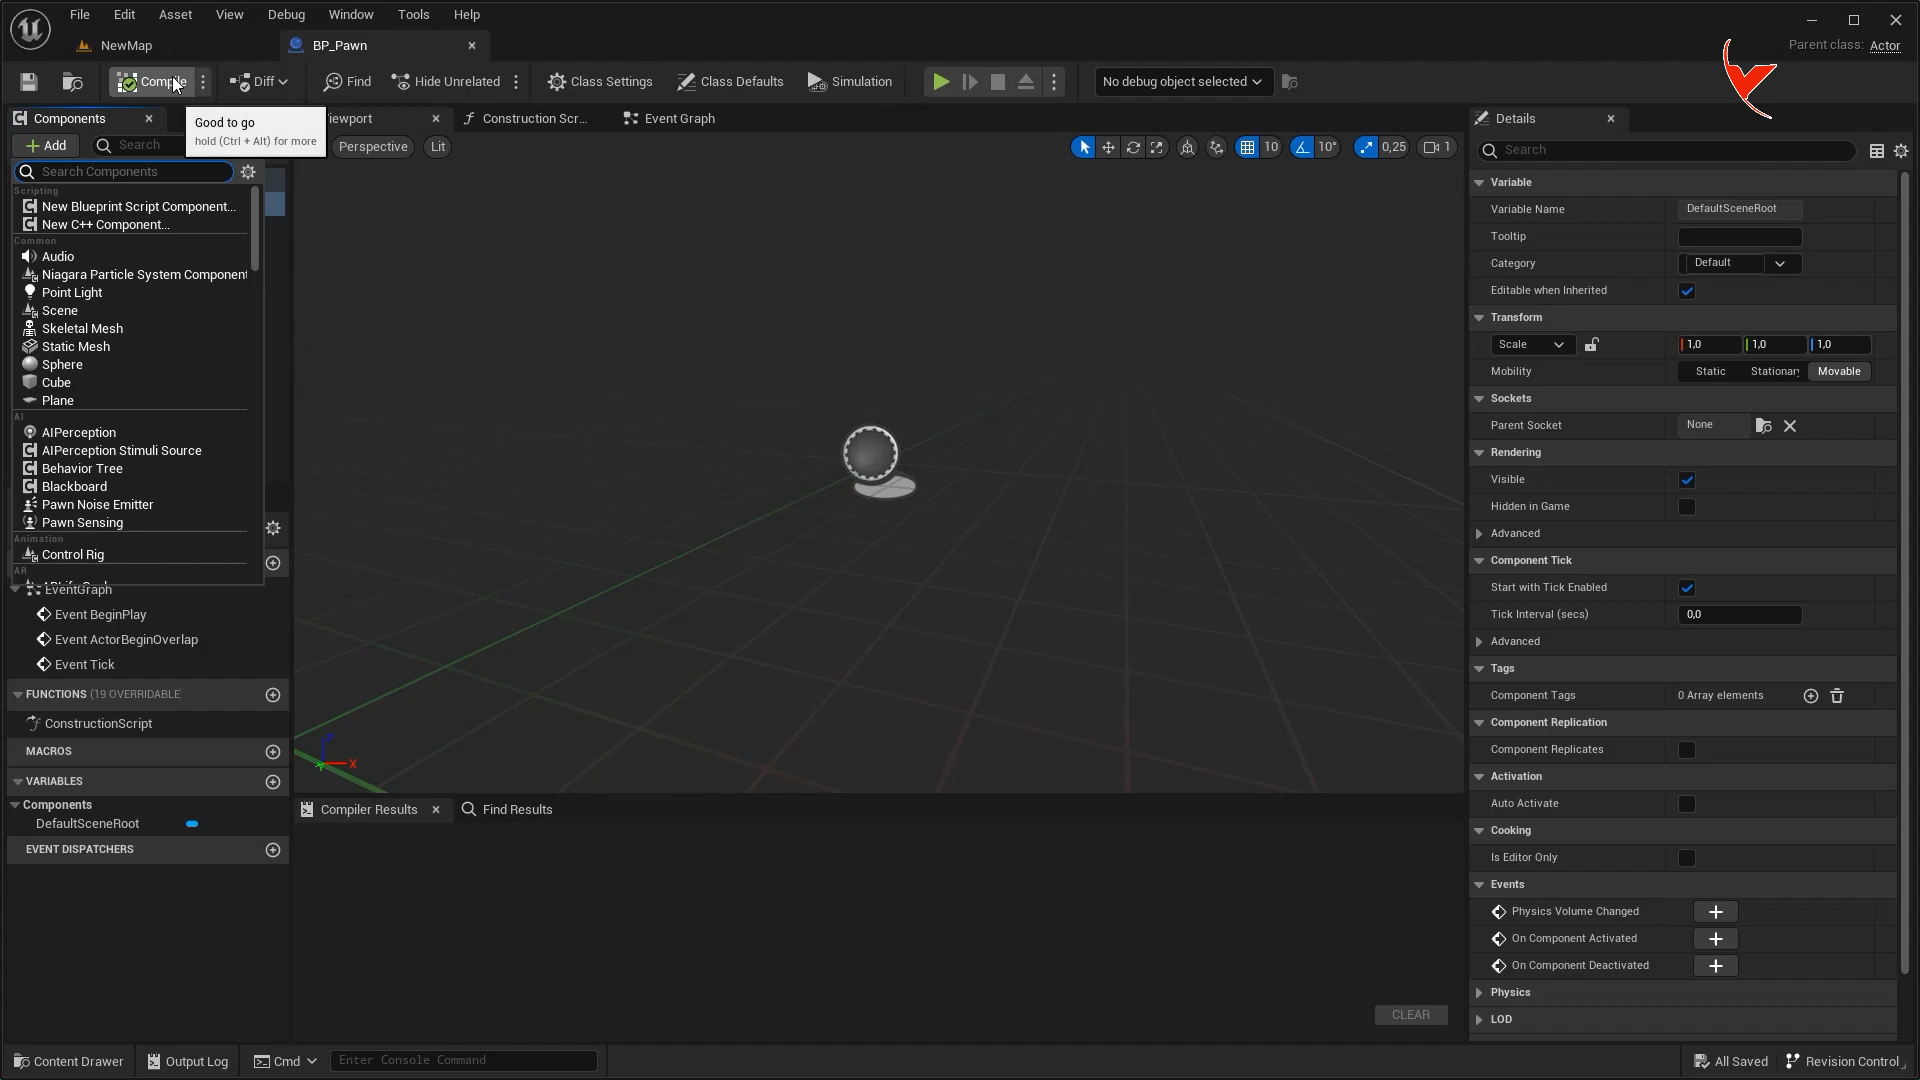 File Edit Asset View Debug Window Tools Help
NewMap
BP_Pawn
Parent class: Actor
Compile
Diff
Find
Hide Unrelated
Class Settings
Class Defaults
Simulation
No debug object selected
Components
Construction Scr...
Event Graph
Details
Good to go
hold (Ctrl + Alt) for more
Add
Search
Perspective
Lit
10
10°
0,25
1
Search
Search Components
Scripting
New Blueprint Script Component...
New C++ Component...
Common
Audio
Niagara Particle System Component
Point Light
Scene
Skeletal Mesh
Static Mesh
Sphere
Cube
Plane
AI
AIPerception
AIPerception Stimuli Source
Behavior Tree
Blackboard
Pawn Noise Emitter
Pawn Sensing
Animation
Control Rig
AR
EventGraph
Event BeginPlay
Event ActorBeginOverlap
Event Tick
FUNCTIONS (19 OVERRIDABLE
ConstructionScript
MACROS
VARIABLES
Components
DefaultSceneRoot
EVENT DISPATCHERS
X
Compiler Results
Find Results
CLEAR
Variable
Variable Name DefaultSceneRoot
Tooltip
Category Default
Editable when Inherited
Transform
Scale 1,0 1,0 1,0
Mobility Static Stationary Movable
Sockets
Parent Socket None
Rendering
Visible
Hidden in Game
Advanced
Component Tick
Start with Tick Enabled
Tick Interval (secs) 0,0
Advanced
Tags
Component Tags 0 Array elements
Component Replication
Component Replicates
Activation
Auto Activate
Cooking
Is Editor Only
Events
Physics Volume Changed
On Component Activated
On Component Deactivated
Physics
LOD
Content Drawer
Output Log
Cmd
Enter Console Command
All Saved
Revision Control